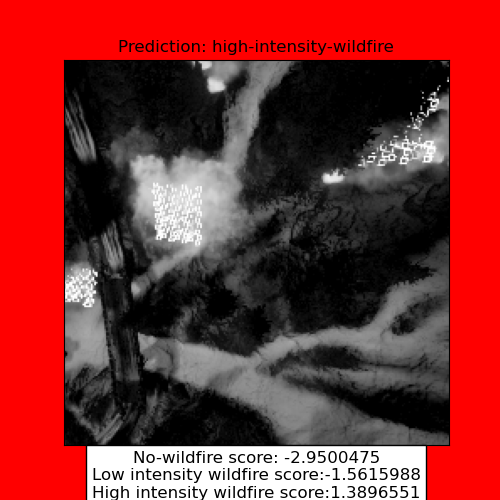 Prediction: high-intensity-wildfire
No-wildfire score: -2.9500475
Low intensity wildfire score:-1.5615988
High intensity wildfire score:1.3896551